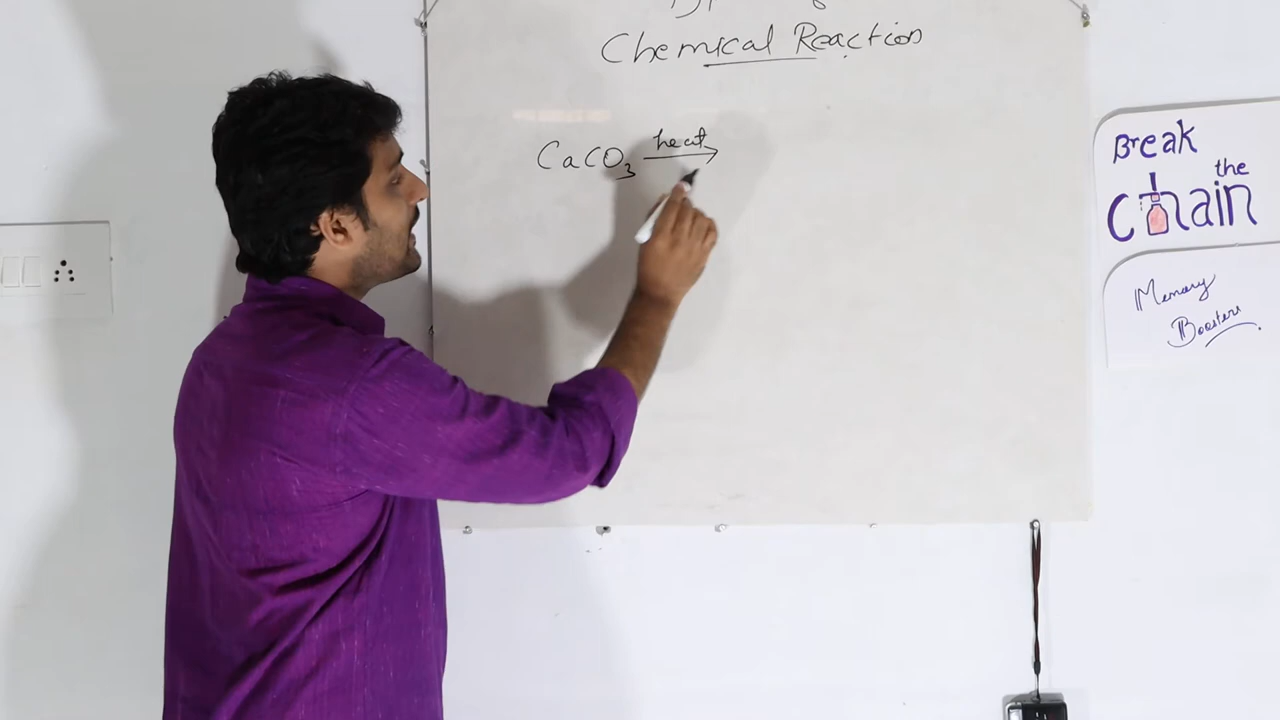 Chemical Reaction
CaCO₃ heat →
Break
the
Chain
Memory
Boosters